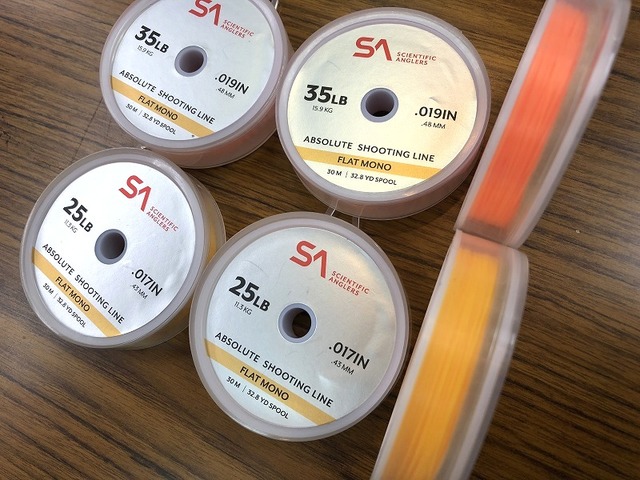 SA
SCIENTIFIC
ANGLERS
35LB
15.9 KG
.019IN
.48 MM
ABSOLUTE SHOOTING LINE
FLAT MONO
30 M | 32.8 YD SPOOL
SA
SCIENTIFIC
ANGLERS
35LB
15.9 KG
.019IN
.48 MM
ABSOLUTE SHOOTING LINE
FLAT MONO
30 M | 32.8 YD SPOOL
SA
SCIENTIFIC
ANGLERS
25LB
11.3 KG
.017IN
.43 MM
ABSOLUTE SHOOTING LINE
FLAT MONO
30 M | 32.8 YD SPOOL
SA
SCIENTIFIC
ANGLERS
25LB
11.3 KG
.017IN
.43 MM
ABSOLUTE SHOOTING LINE
FLAT MONO
30 M | 32.8 YD SPOOL